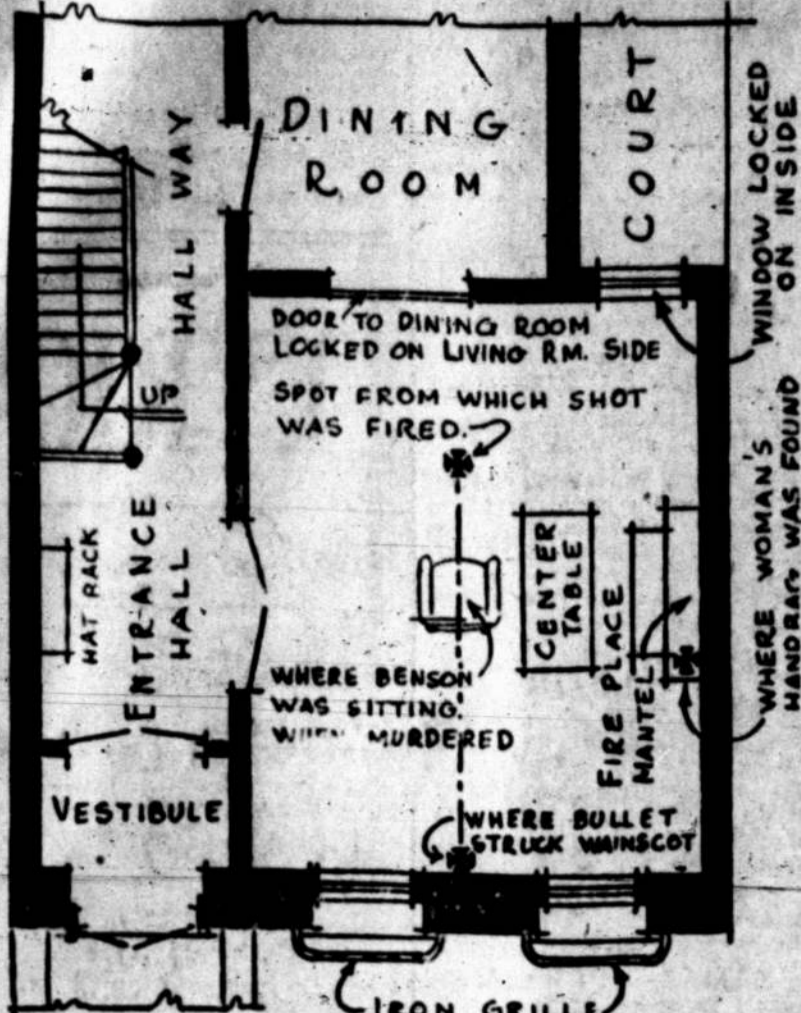 DINING
ROOM
COURT
HALL WAY
WINDOW LOCKED
ON INSIDE
DOOR TO DINING ROOM
LOCKED ON LIVING RM. SIDE
SPOT FROM WHICH SHOT
WAS FIRED.
UP
HAT RACK
ENTRANCE
HALL
CENTER
TABLE
FIRE PLACE
MANTEL
WHERE WOMAN'S
HANDBAG WAS FOUND
WHERE BENSON
WAS SITTING
WHEN MURDERED
VESTIBULE
WHERE BULLET
STRUCK WAINSCOT
IRON GRILLE